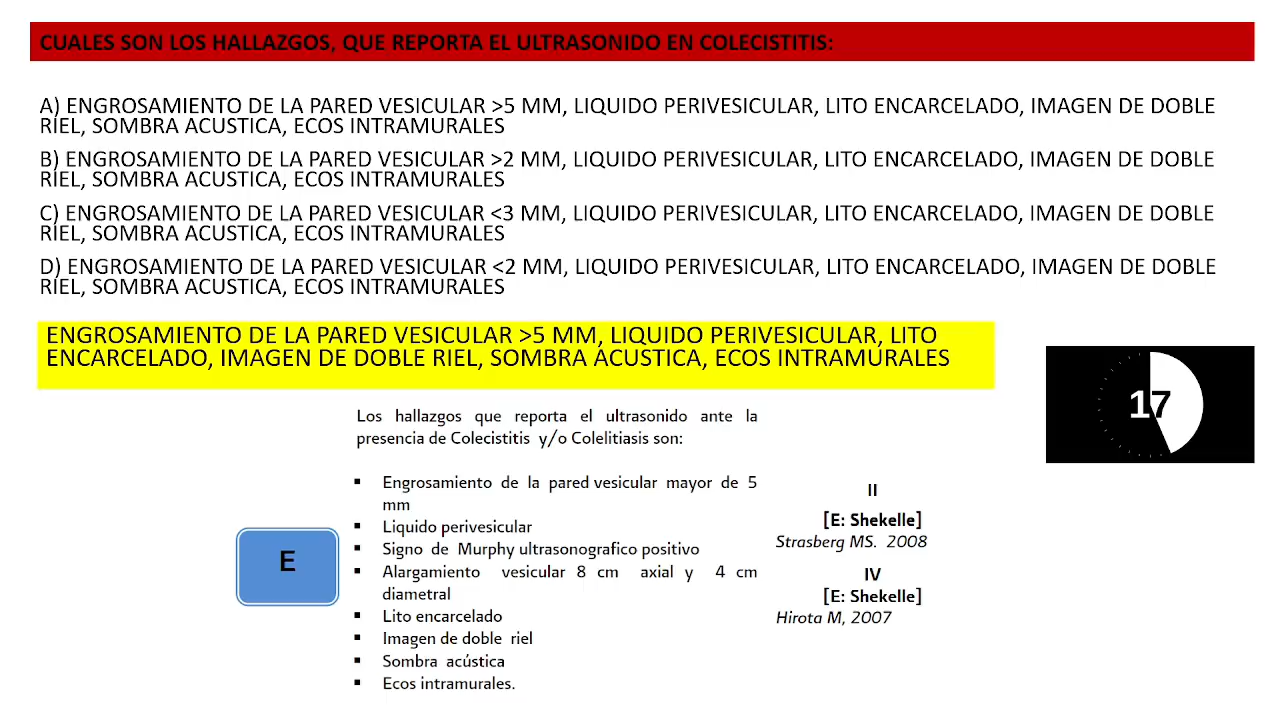 CUALES SON LOS HALLAZGOS, QUE REPORTA EL ULTRASONIDO EN COLECISTITIS:
A) ENGROSAMIENTO DE LA PARED VESICULAR >5 MM, LIQUIDO PERIVESICULAR, LITO ENCARCELADO, IMAGEN DE DOBLE
RIEL, SOMBRA ACUSTICA, ECOS INTRAMURALES
B) ENGROSAMIENTO DE LA PARED VESICULAR >2 MM, LIQUIDO PERIVESICULAR, LITO ENCARCELADO, IMAGEN DE DOBLE
RIEL, SOMBRA ACUSTICA, ECOS INTRAMURALES
C) ENGROSAMIENTO DE LA PARED VESICULAR <3 MM, LIQUIDO PERIVESICULAR, LITO ENCARCELADO, IMAGEN DE DOBLE
RIEL, SOMBRA ACUSTICA, ECOS INTRAMURALES
D) ENGROSAMIENTO DE LA PARED VESICULAR <2 MM, LIQUIDO PERIVESICULAR, LITO ENCARCELADO, IMAGEN DE DOBLE
RIEL, SOMBRA ACUSTICA, ECOS INTRAMURALES
ENGROSAMIENTO DE LA PARED VESICULAR >5 MM, LIQUIDO PERIVESICULAR, LITO
ENCARCELADO, IMAGEN DE DOBLE RIEL, SOMBRA ACUSTICA, ECOS INTRAMURALES
17
E
Los hallazgos que reporta el ultrasonido ante la
presencia de Colecistitis y/o Colelitiasis son:
▪ Engrosamiento de la pared vesicular mayor de 5
mm
▪ Liquido perivesicular
▪ Signo de Murphy ultrasonografico positivo
▪ Alargamiento vesicular 8 cm axial y 4 cm
diametral
▪ Lito encarcelado
▪ Imagen de doble riel
▪ Sombra acústica
▪ Ecos intramurales.
II
[E: Shekelle]
Strasberg MS. 2008
IV
[E: Shekelle]
Hirota M, 2007